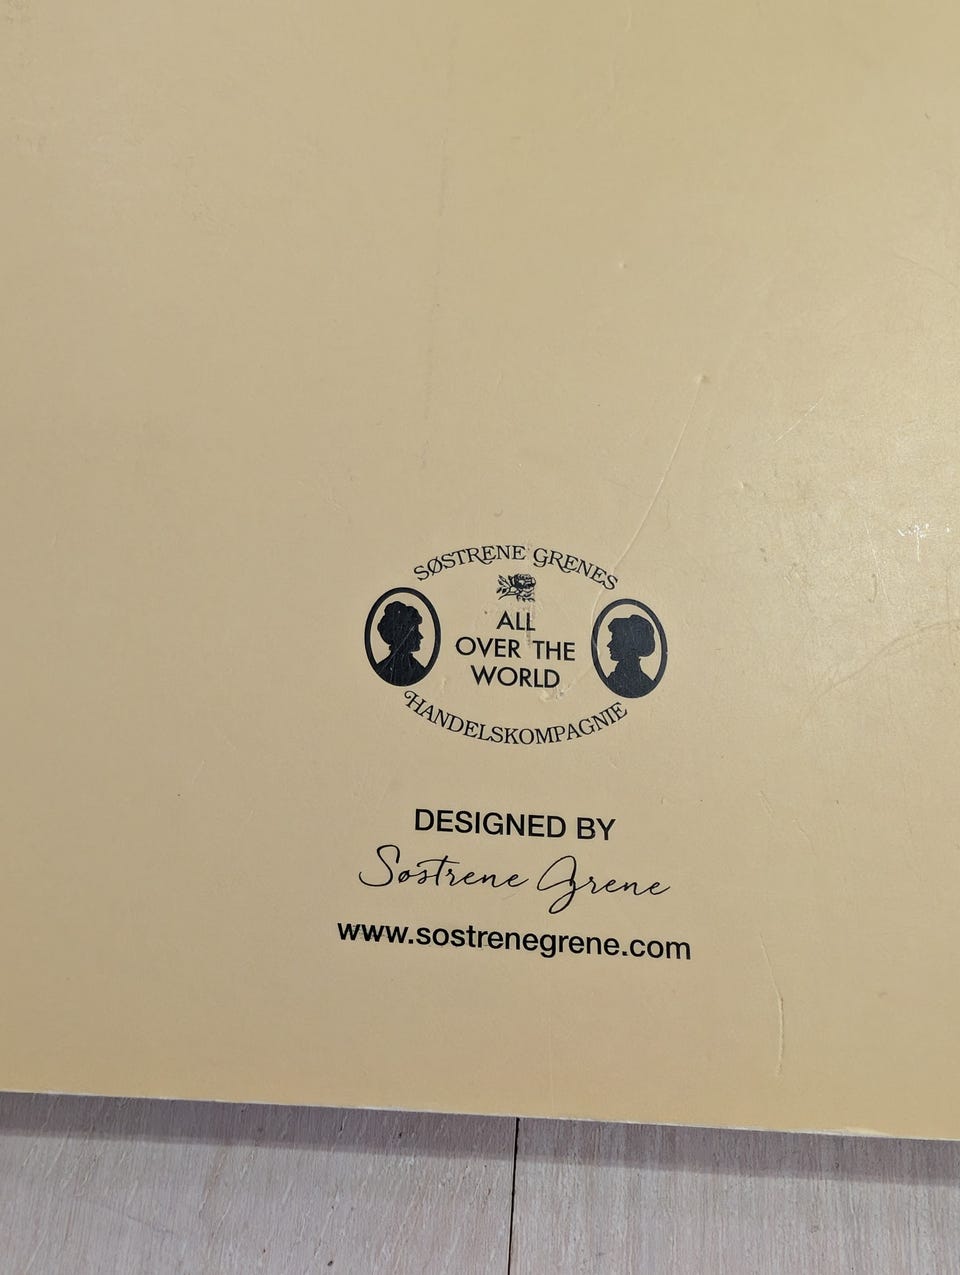 SØSTRENE GRENES
ALL
OVER THE
WORLD
HANDELSKOMPAGNIE
DESIGNED BY
Søstrene Grene
www.sostrenegrene.com